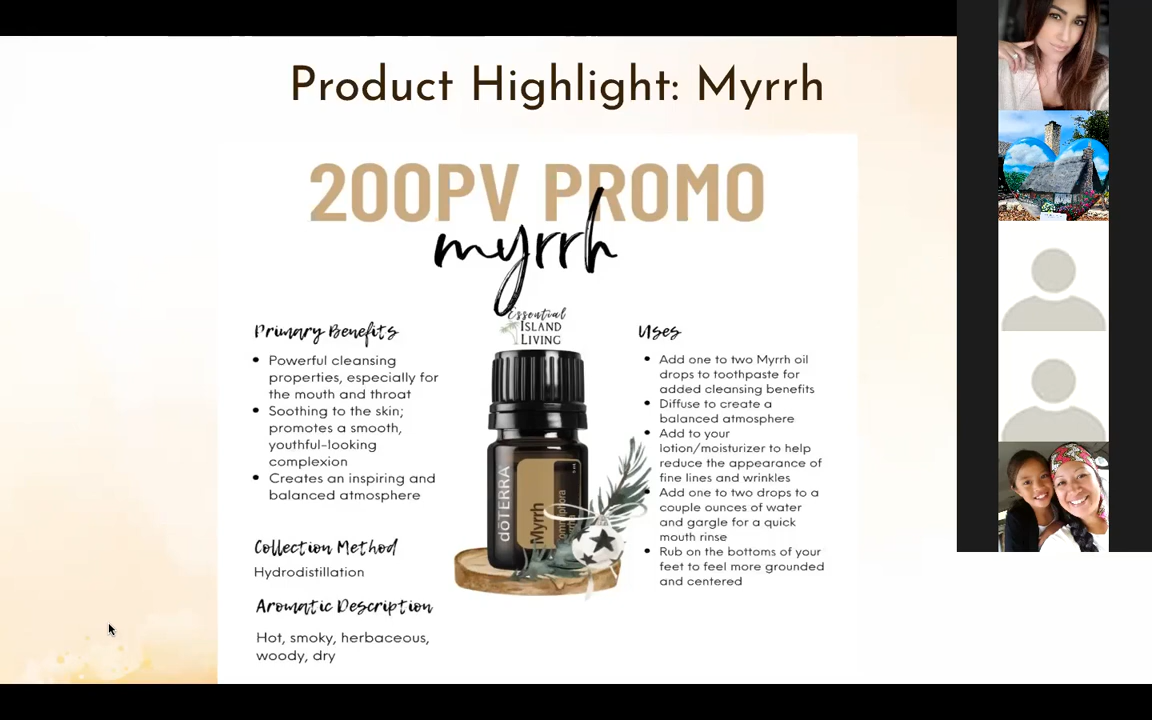 Product Highlight: Myrrh
200PV PROMO
myrrh
Essential
ISLAND
LIVING
Primary Benefits
Powerful cleansing
properties, especially for
the mouth and throat
Soothing to the skin;
promotes a smooth,
youthful-looking
complexion
Creates an inspiring and
balanced atmosphere
Collection Method
Hydrodistillation
Aromatic Description
Hot, smoky, herbaceous,
woody, dry
dōTERRA
Myrrh
Uses
Add one to two Myrrh oil
drops to toothpaste for
added cleansing benefits
Diffuse to create a
balanced atmosphere
Add to your
lotion/moisturizer to help
reduce the appearance of
fine lines and wrinkles
Add one to two drops to a
couple ounces of water
and gargle for a quick
mouth rinse
Rub on the bottoms of your
feet to feel more grounded
and centered